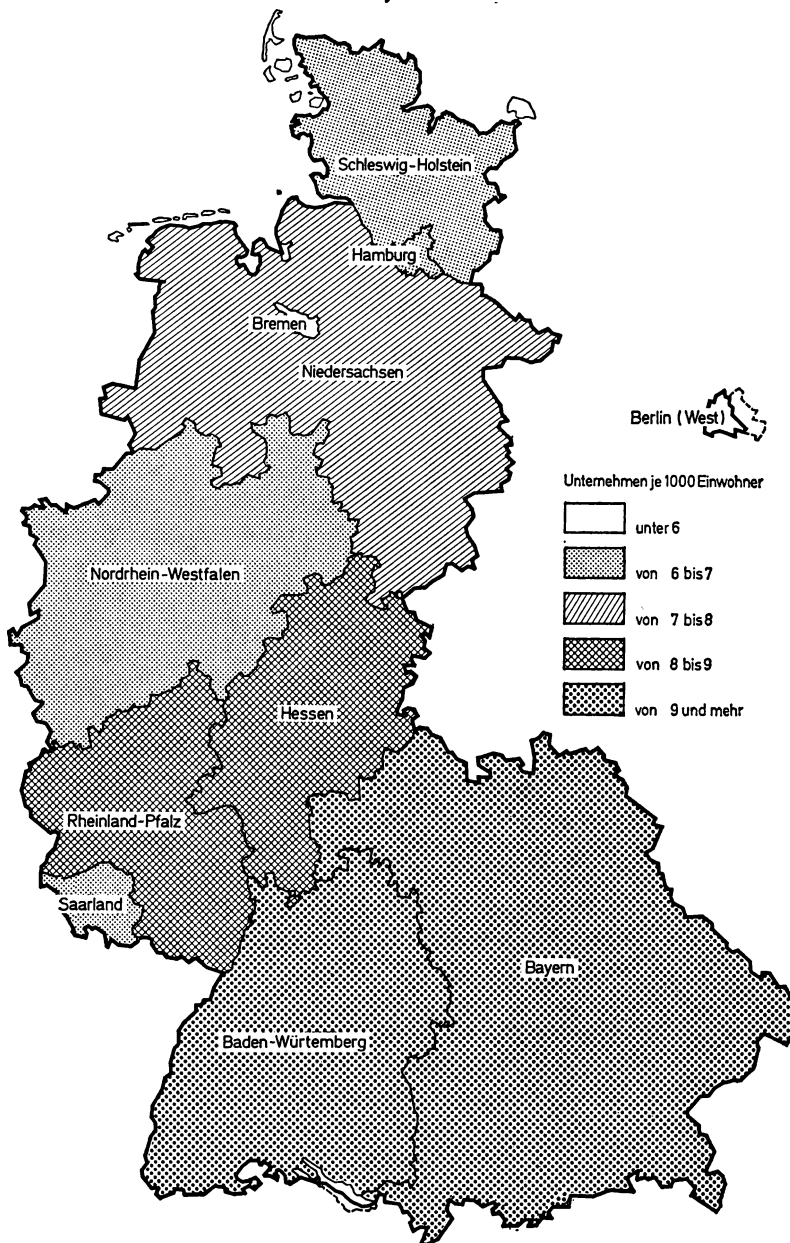 Schleswig-Holstein
Hamburg
Bremen
Niedersachsen
Berlin (West)
Unternehmen je 1000 Einwohner
unter 6
von 6 bis 7
von 7 bis 8
von 8 bis 9
von 9 und mehr
Nordrhein-Westfalen
Hessen
Rheinland-Pfalz
Saarland
Bayern
Baden-Würtemberg